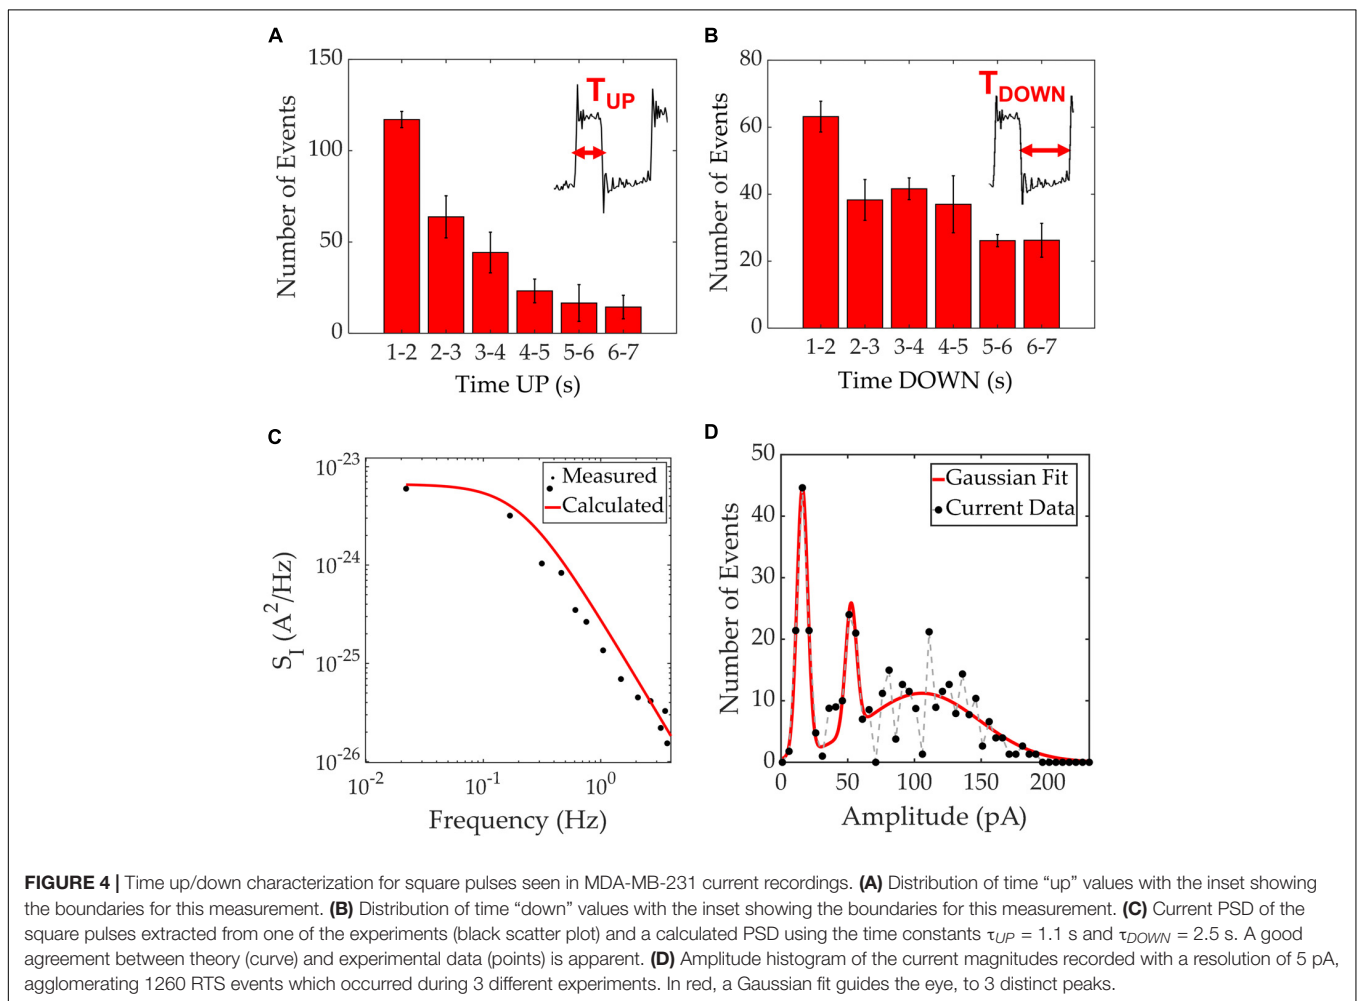 A
150
100
50
0
Number of Events
T UP
1-2 2-3 3-4 4-5 5-6 6-7
Time UP (s)
B
80
60
40
20
0
Number of Events
T DOWN
1-2 2-3 3-4 4-5 5-6 6-7
Time DOWN (s)
C
10^-23
10^-24
10^-25
10^-26
S_I (A^2/Hz)
Measured
Calculated
10^-2 10^-1 10^0
Frequency (Hz)
D
50
40
30
20
10
0
Number of Events
Gaussian Fit
Current Data
0 50 100 150 200
Amplitude (pA)
FIGURE 4 | Time up/down characterization for square pulses seen in MDA-MB-231 current recordings. (A) Distribution of time “up” values with the inset showing
the boundaries for this measurement. (B) Distribution of time “down” values with the inset showing the boundaries for this measurement. (C) Current PSD of the
square pulses extracted from one of the experiments (black scatter plot) and a calculated PSD using the time constants τUP = 1.1 s and τDOWN = 2.5 s. A good
agreement between theory (curve) and experimental data (points) is apparent. (D) Amplitude histogram of the current magnitudes recorded with a resolution of 5 pA,
agglomerating 1260 RTS events which occurred during 3 different experiments. In red, a Gaussian fit guides the eye, to 3 distinct peaks.